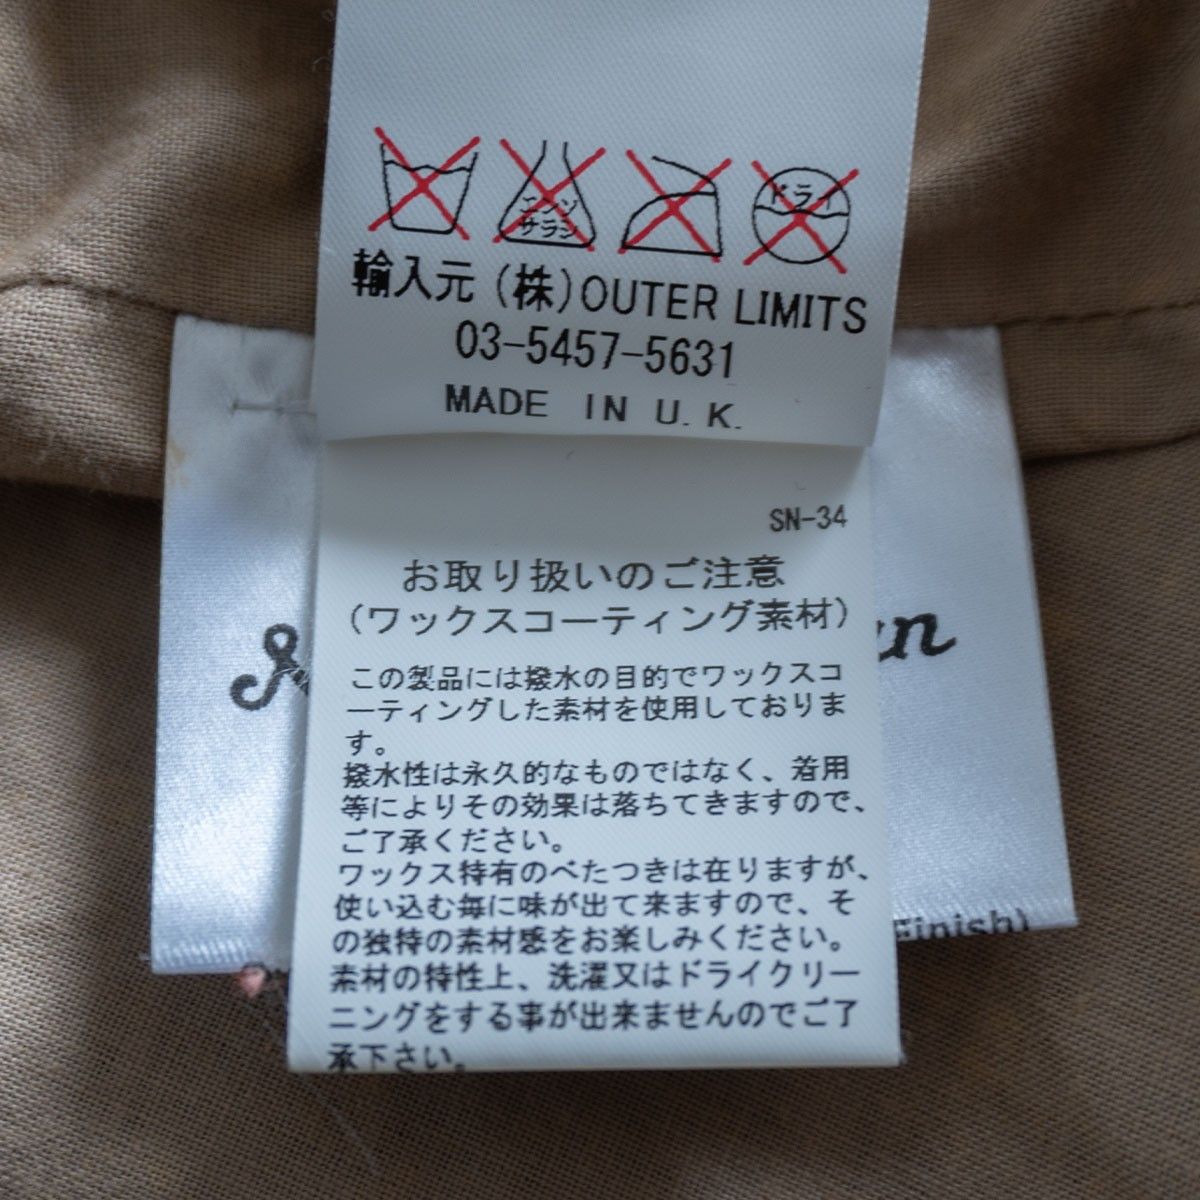 エンソ
サラシ
ドライ
輸入元 (株)OUTER LIMITS
03-5457-5631
MADE IN U.K.
SN-34
お取り扱いのご注意
(ワックスコーティング素材)
この製品には撥水の目的でワックスコ
ーティングした素材を使用しておりま
す。
撥水性は永久的なものではなく、着用
等によりその効果は落ちてきますので、
ご了承ください。
ワックス特有のべたつきは在りますが、
使い込む毎に味が出て来ますので、そ
の独特の素材感をお楽しみください。
素材の特性上、洗濯又はドライクリー
ニングをする事が出来ませんのでご了
承下さい。
Finish)